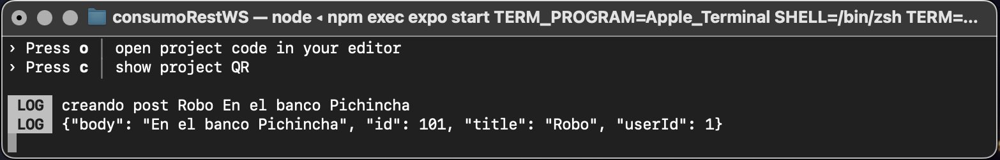 consumoRestWS — node ◂ npm exec expo start TERM_PROGRAM=Apple_Terminal SHELL=/bin/zsh TERM=...
› Press o │ open project code in your editor
› Press c │ show project QR
LOG creando post Robo En el banco Pichincha
LOG {"body": "En el banco Pichincha", "id": 101, "title": "Robo", "userId": 1}